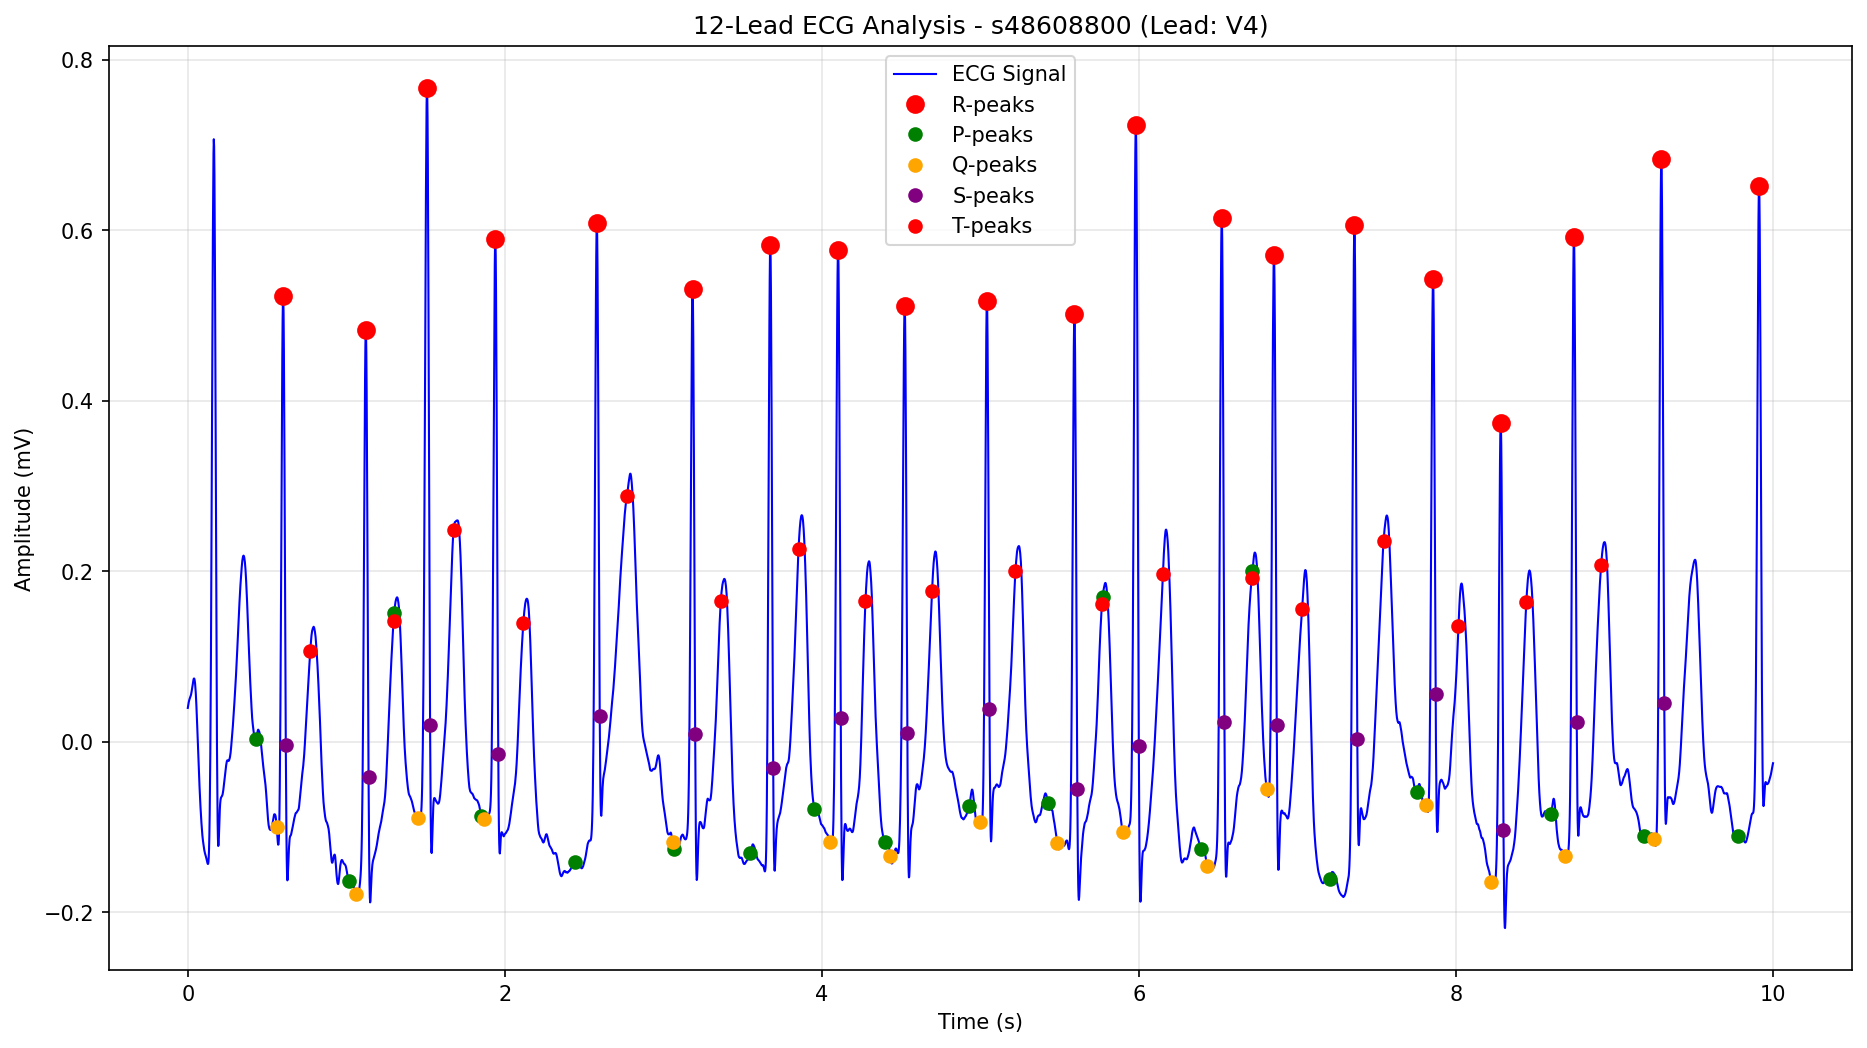 12-Lead ECG Analysis - s48608800 (Lead: V4)
ECG Signal
R-peaks
P-peaks
Q-peaks
S-peaks
T-peaks
Amplitude (mV)
0.8
0.6
0.4
0.2
0.0
−0.2
0 2 4 6 8 10
Time (s)